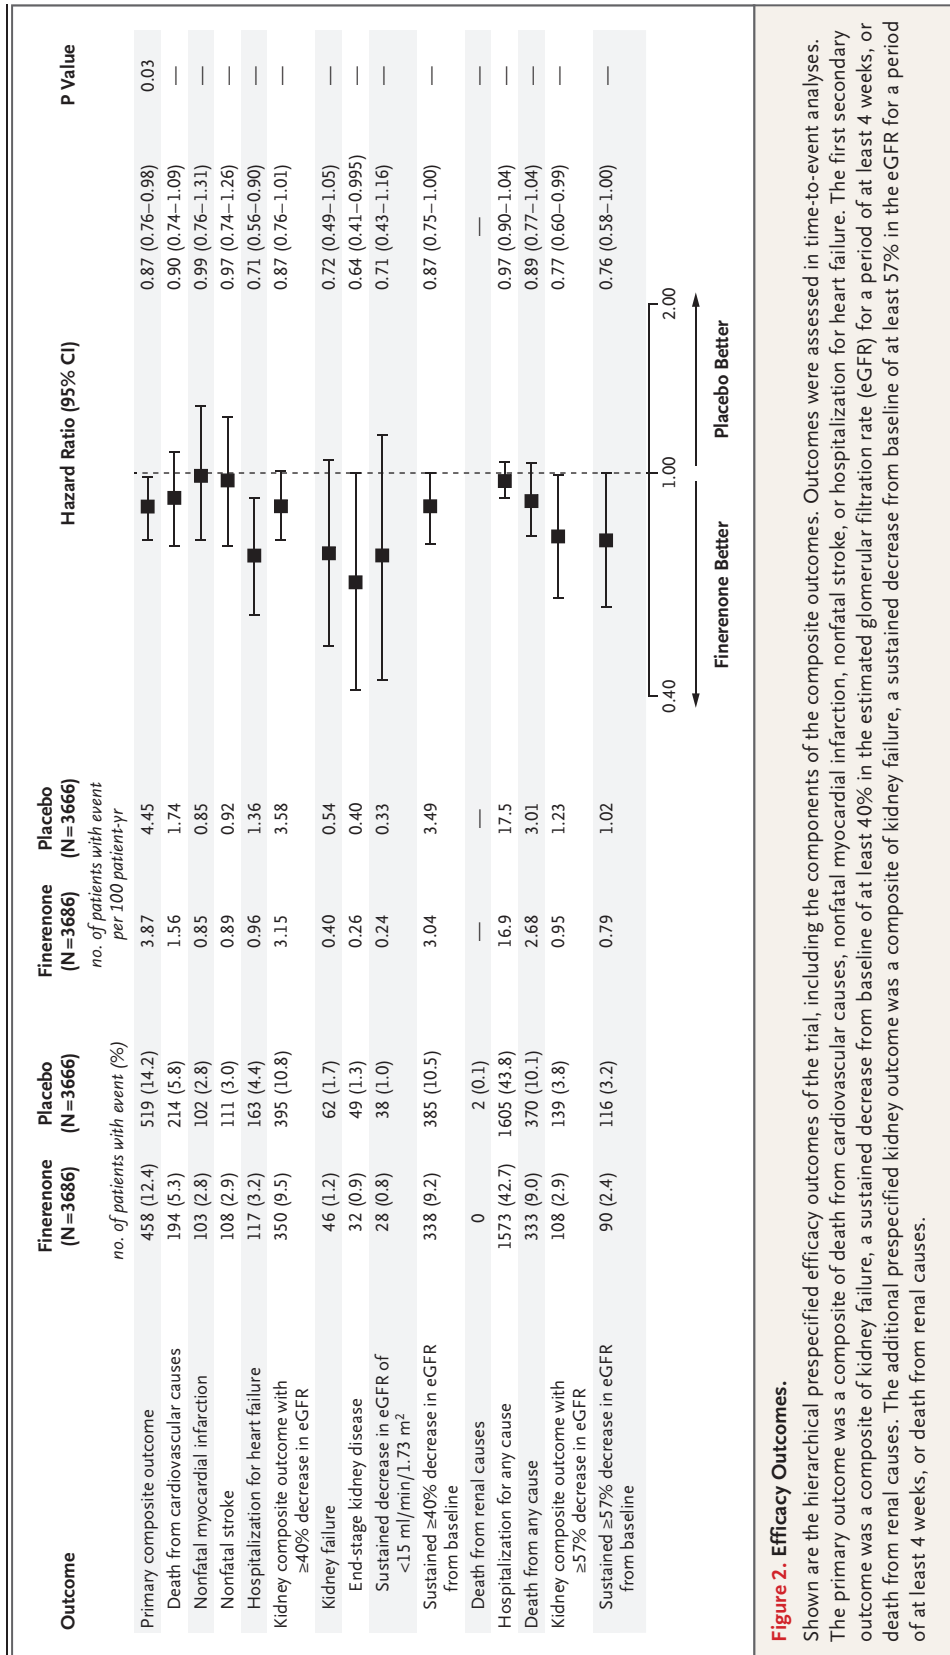 Outcome Finerenone (N=3686) Placebo (N=3666) Finerenone (N=3686) Placebo (N=3666) Hazard Ratio (95% CI) P Value
no. of patients with event (%) no. of patients with event per 100 patient-yr
Primary composite outcome 458 (12.4) 519 (14.2) 3.87 4.45 0.87 (0.76–0.98) 0.03
Death from cardiovascular causes 194 (5.3) 214 (5.8) 1.56 1.74 0.90 (0.74–1.09) —
Nonfatal myocardial infarction 103 (2.8) 102 (2.8) 0.85 0.85 0.99 (0.76–1.31) —
Nonfatal stroke 108 (2.9) 111 (3.0) 0.89 0.92 0.97 (0.74–1.26) —
Hospitalization for heart failure 117 (3.2) 163 (4.4) 0.96 1.36 0.71 (0.56–0.90) —
Kidney composite outcome with ≥40% decrease in eGFR 350 (9.5) 395 (10.8) 3.15 3.58 0.87 (0.76–1.01) —
Kidney failure 46 (1.2) 62 (1.7) 0.40 0.54 0.72 (0.49–1.05) —
End-stage kidney disease 32 (0.9) 49 (1.3) 0.26 0.40 0.64 (0.41–0.995) —
Sustained decrease in eGFR of <15 ml/min/1.73 m² 28 (0.8) 38 (1.0) 0.24 0.33 0.71 (0.43–1.16) —
Sustained ≥40% decrease in eGFR from baseline 338 (9.2) 385 (10.5) 3.04 3.49 0.87 (0.75–1.00) —
Death from renal causes 0 2 (0.1) — — — —
Hospitalization for any cause 1573 (42.7) 1605 (43.8) 16.9 17.5 0.97 (0.90–1.04) —
Death from any cause 333 (9.0) 370 (10.1) 2.68 3.01 0.89 (0.77–1.04) —
Kidney composite outcome with ≥57% decrease in eGFR 108 (2.9) 139 (3.8) 0.95 1.23 0.77 (0.60–0.99) —
Sustained ≥57% decrease in eGFR from baseline 90 (2.4) 116 (3.2) 0.79 1.02 0.76 (0.58–1.00) —
0.40 1.00 2.00
Finerenone Better Placebo Better
Figure 2. Efficacy Outcomes.
Shown are the hierarchical prespecified efficacy outcomes of the trial, including the components of the composite outcomes. Outcomes were assessed in time-to-event analyses.
The primary outcome was a composite of death from cardiovascular causes, nonfatal myocardial infarction, nonfatal stroke, or hospitalization for heart failure. The first secondary
outcome was a composite of kidney failure, a sustained decrease from baseline of at least 40% in the estimated glomerular filtration rate (eGFR) for a period of at least 4 weeks, or
death from renal causes. The additional prespecified kidney outcome was a composite of kidney failure, a sustained decrease from baseline of at least 57% in the eGFR for a period
of at least 4 weeks, or death from renal causes.